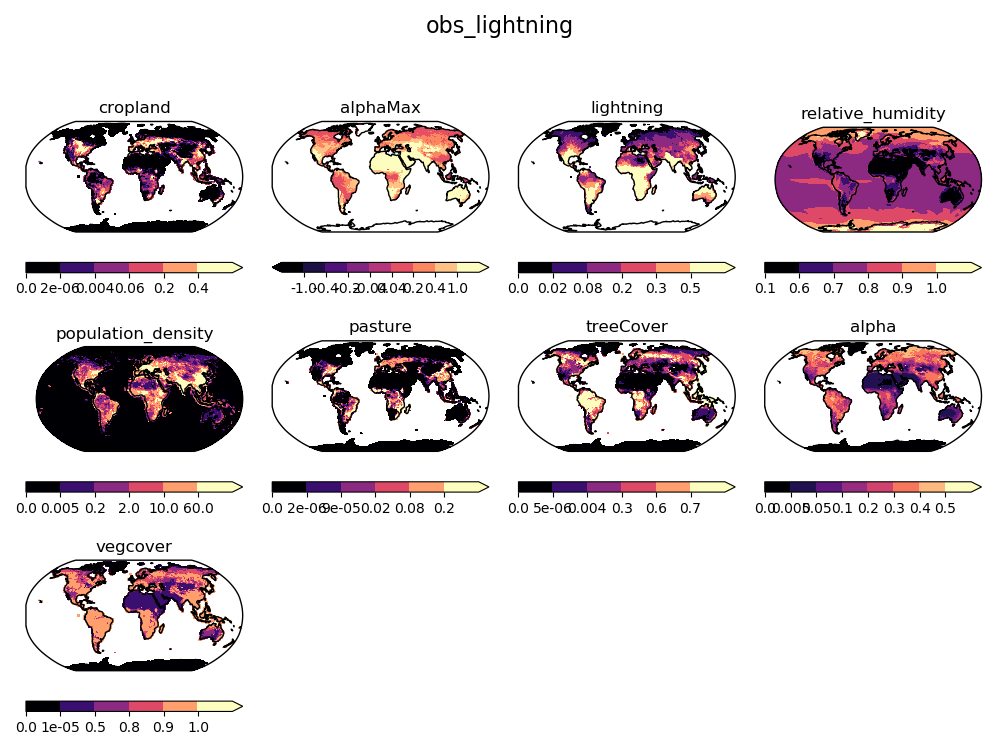 obs_lightning
cropland
alphaMax
lightning
relative_humidity
0.0 2e-06 0.004 0.06 0.2 0.4
-1.0 -0.4 -0.2 -0.04 0.04 0.2 0.41 1.0
0.0 0.02 0.08 0.2 0.3 0.5
0.1 0.6 0.7 0.8 0.9 1.0
population_density
pasture
treeCover
alpha
0.0 0.005 0.2 2.0 10.0 60.0
0.0 2e-06 9e-05 0.02 0.08 0.2
0.0 5e-06 0.004 0.3 0.6 0.7
0.0 0.005 0.05 0.1 0.2 0.3 0.4 0.5
vegcover
0.0 1e-05 0.5 0.8 0.9 1.0